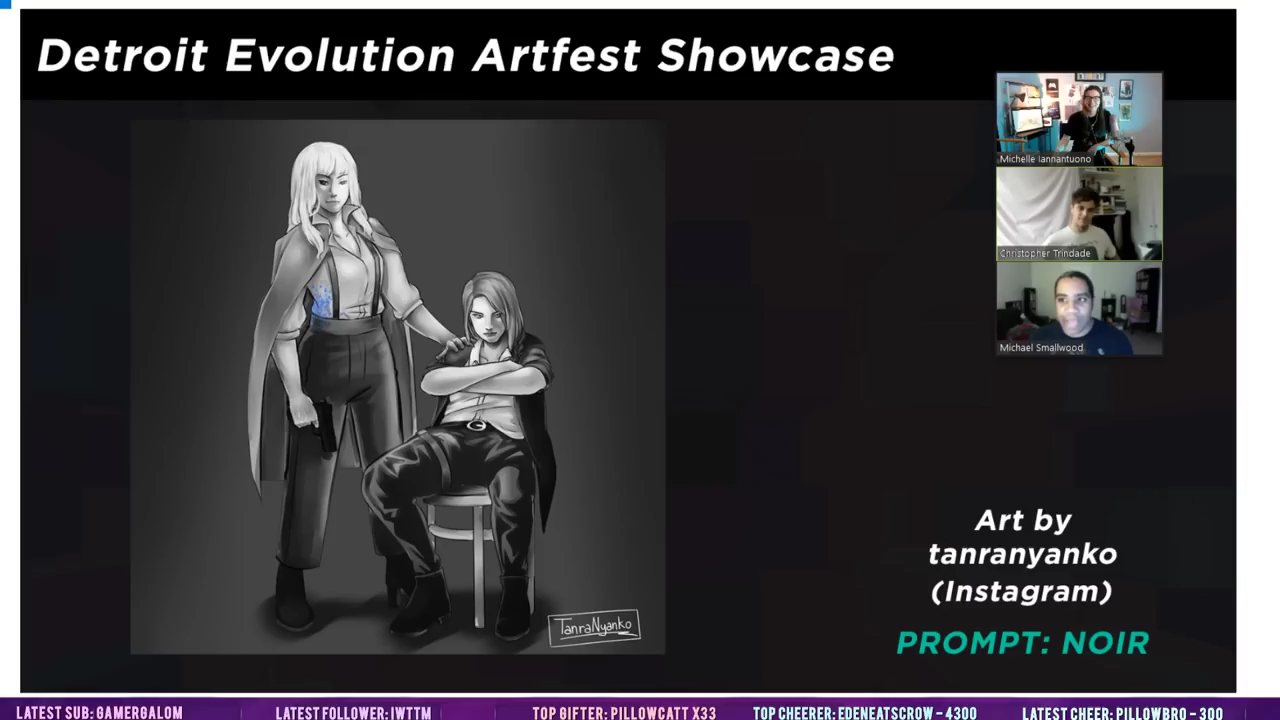 Detroit Evolution Artfest Showcase
Michelle Iannantuono
Christopher Trindade
Michael Smallwood
Art by
tanranyanko
(Instagram)
PROMPT: NOIR
TanraNyanko
LATEST SUB: GAMERGALOM
LATEST FOLLOWER: IWTTM
TOP GIFTER: PILLOWCATT X33
TOP CHEERER: EDENEATSCROW - 4300
LATEST CHEER: PILLOWBRO - 300